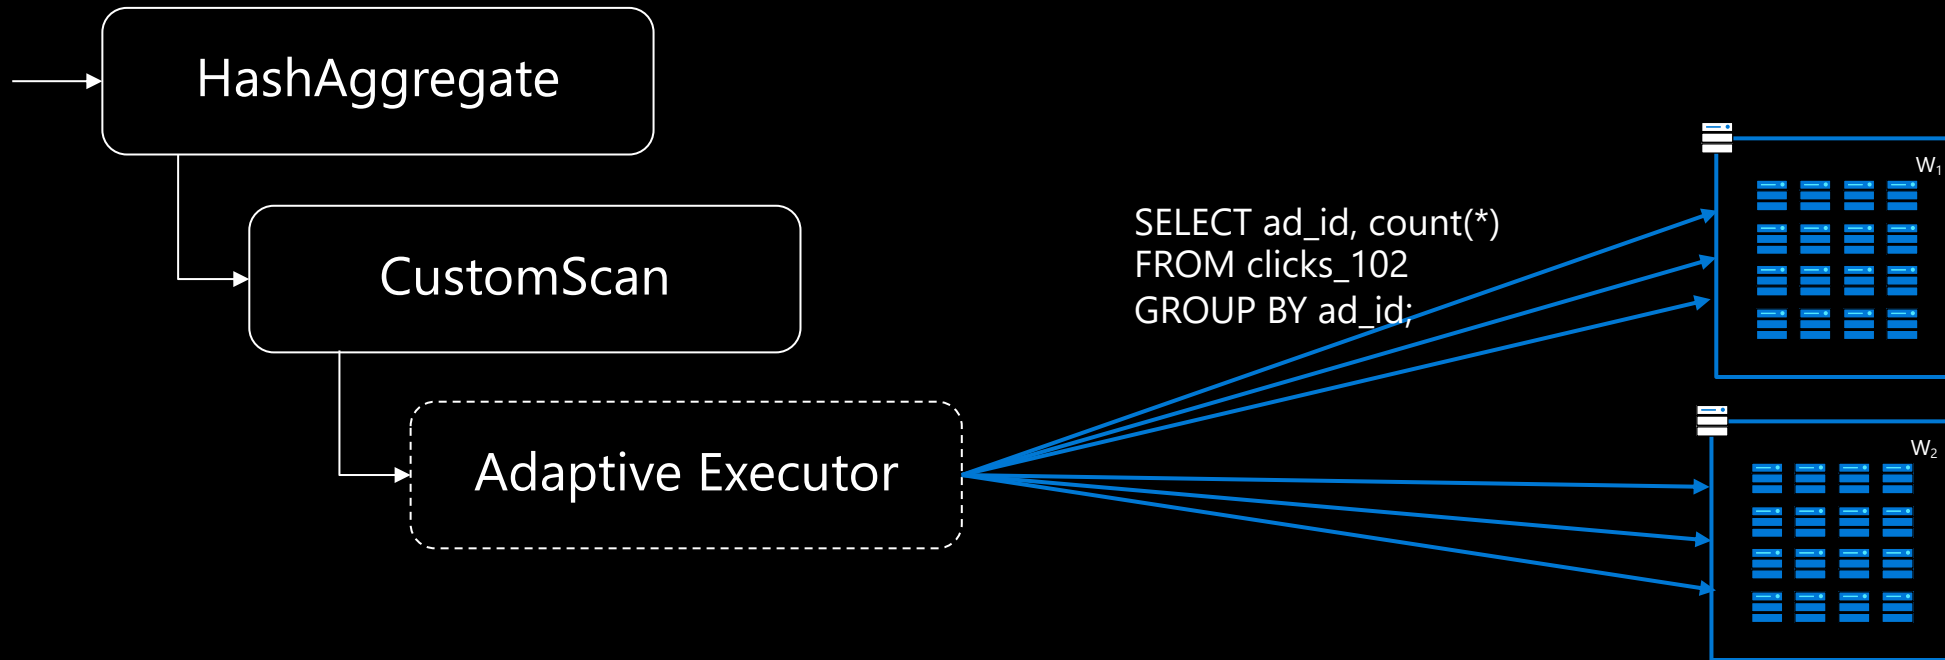 HashAggregate
CustomScan
Adaptive Executor
SELECT ad_id, count(*)
FROM clicks_102
GROUP BY ad_id;
W₁
W₂